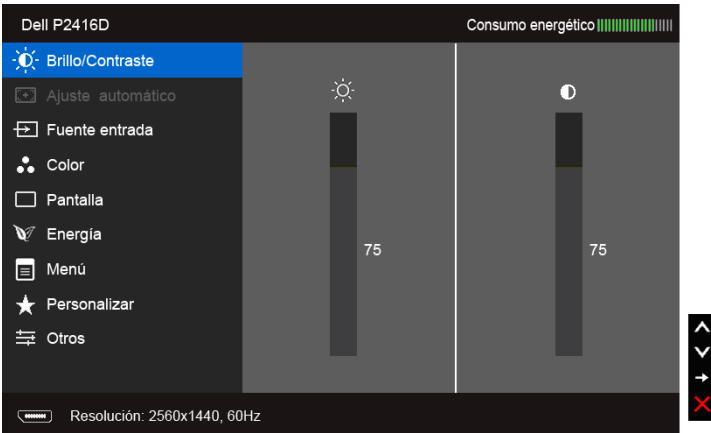 Dell P2416D
Consumo energético
Brillo/Contraste
Ajuste automático
Fuente entrada
Color
Pantalla
Energía
Menú
Personalizar
Otros
75
75
Resolución: 2560x1440, 60Hz